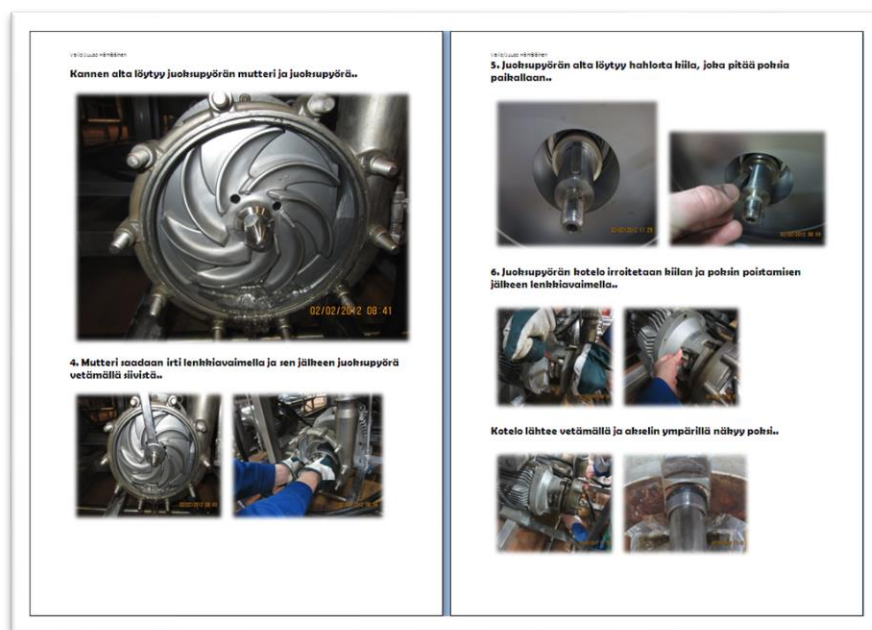 Kannen alta löytyy juoksupyörän mutteri ja juoksupyörä..
02/02/2012 08:41
4. Mutteri saadaan irti lenkkiavaimella ja sen jälkeen juoksupyörä
vetämällä siivistä..
5. Juoksupyörän alta löytyy hahlosta kiila, joka pitää poksia
paikallaan..
6. Juoksupyörän kotelo irroitetaan kiilan ja poksin poistamisen
jälkeen lenkkiavaimella..
Kotelo lähtee vetämällä ja akselin ympärillä näkyy poksi..